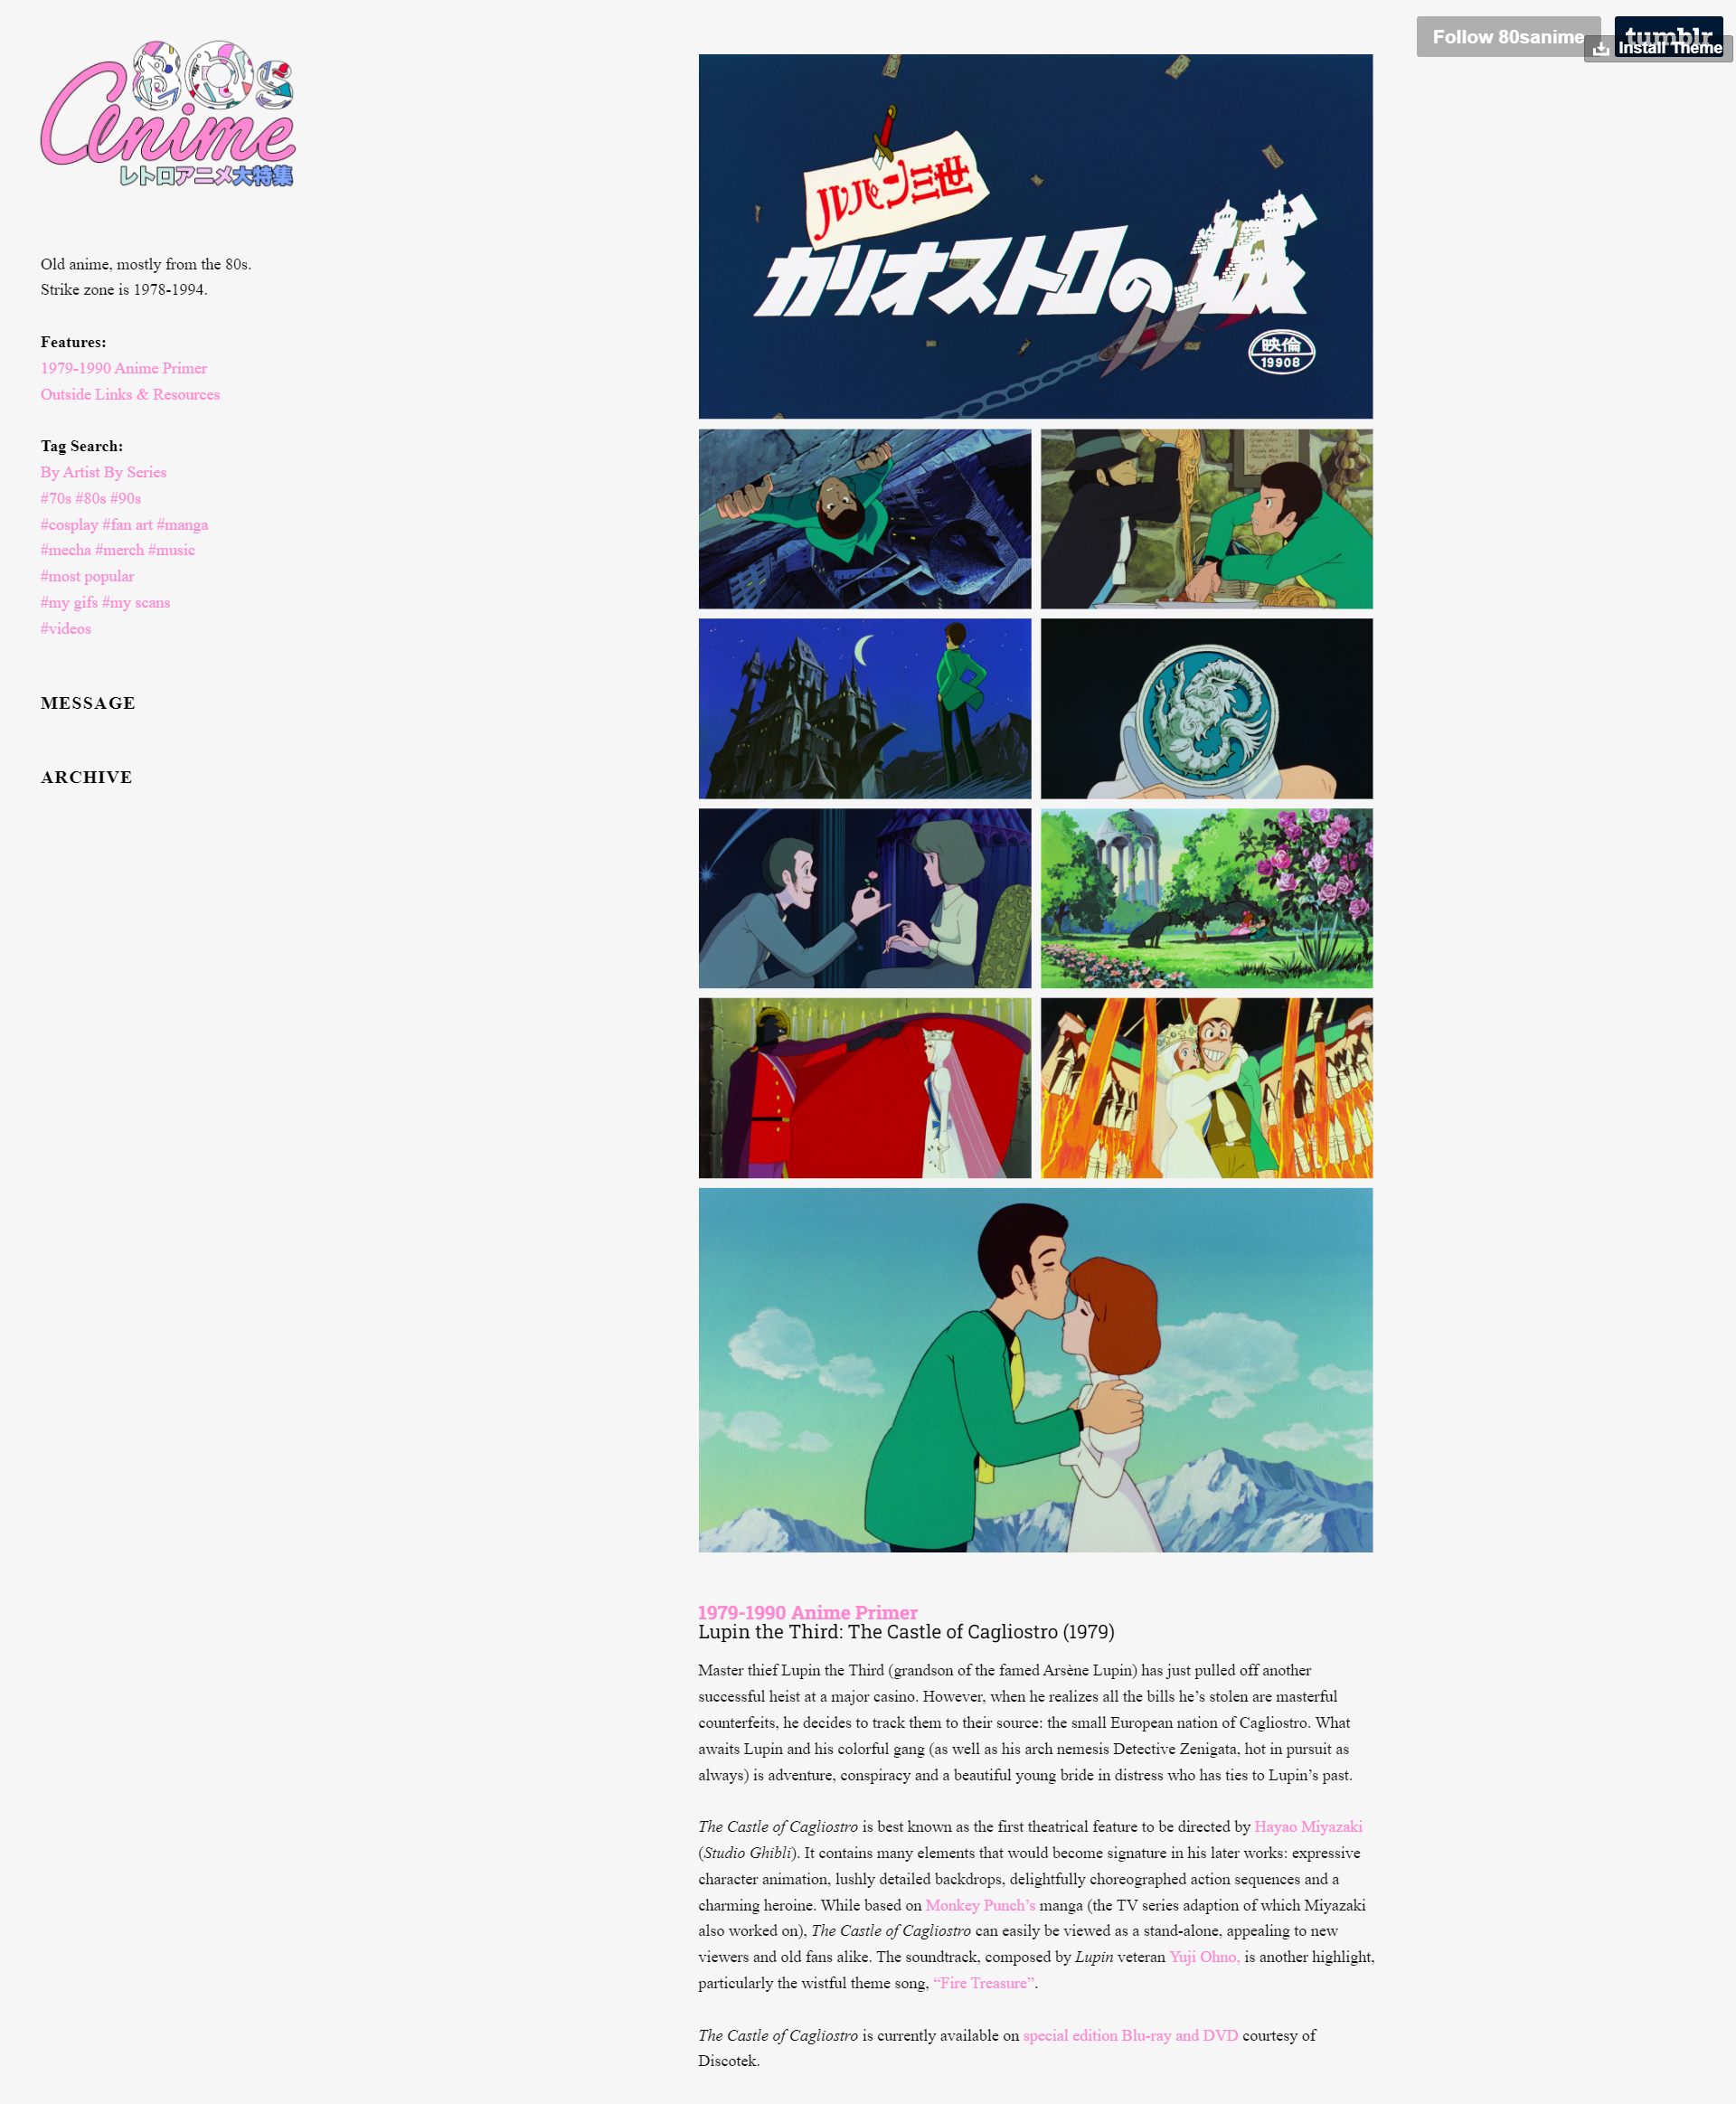 80s
anime
レトロアニメ大特集
Follow 80sanime
tumblr
Install Theme
Old anime, mostly from the 80s.
Strike zone is 1978-1994.
Features:
1979-1990 Anime Primer
Outside Links & Resources
Tag Search:
By Artist By Series
#70s #80s #90s
#cosplay #fan art #manga
#mecha #merch #music
#most popular
#my gifs #my scans
#videos
MESSAGE
ARCHIVE
ルパン三世
カリオストロの城
映倫
19908
1979-1990 Anime Primer
Lupin the Third: The Castle of Cagliostro (1979)
Master thief Lupin the Third (grandson of the famed Arsène Lupin) has just pulled off another
successful heist at a major casino. However, when he realizes all the bills he’s stolen are masterful
counterfeits, he decides to track them to their source: the small European nation of Cagliostro. What
awaits Lupin and his colorful gang (as well as his arch nemesis Detective Zenigata, hot in pursuit as
always) is adventure, conspiracy and a beautiful young bride in distress who has ties to Lupin’s past.
The Castle of Cagliostro is best known as the first theatrical feature to be directed by Hayao Miyazaki
(Studio Ghibli). It contains many elements that would become signature in his later works: expressive
character animation, lushly detailed backdrops, delightfully choreographed action sequences and a
charming heroine. While based on Monkey Punch’s manga (the TV series adaption of which Miyazaki
also worked on), The Castle of Cagliostro can easily be viewed as a stand-alone, appealing to new
viewers and old fans alike. The soundtrack, composed by Lupin veteran Yuji Ohno, is another highlight,
particularly the wistful theme song, “Fire Treasure”.
The Castle of Cagliostro is currently available on special edition Blu-ray and DVD courtesy of
Discotek.